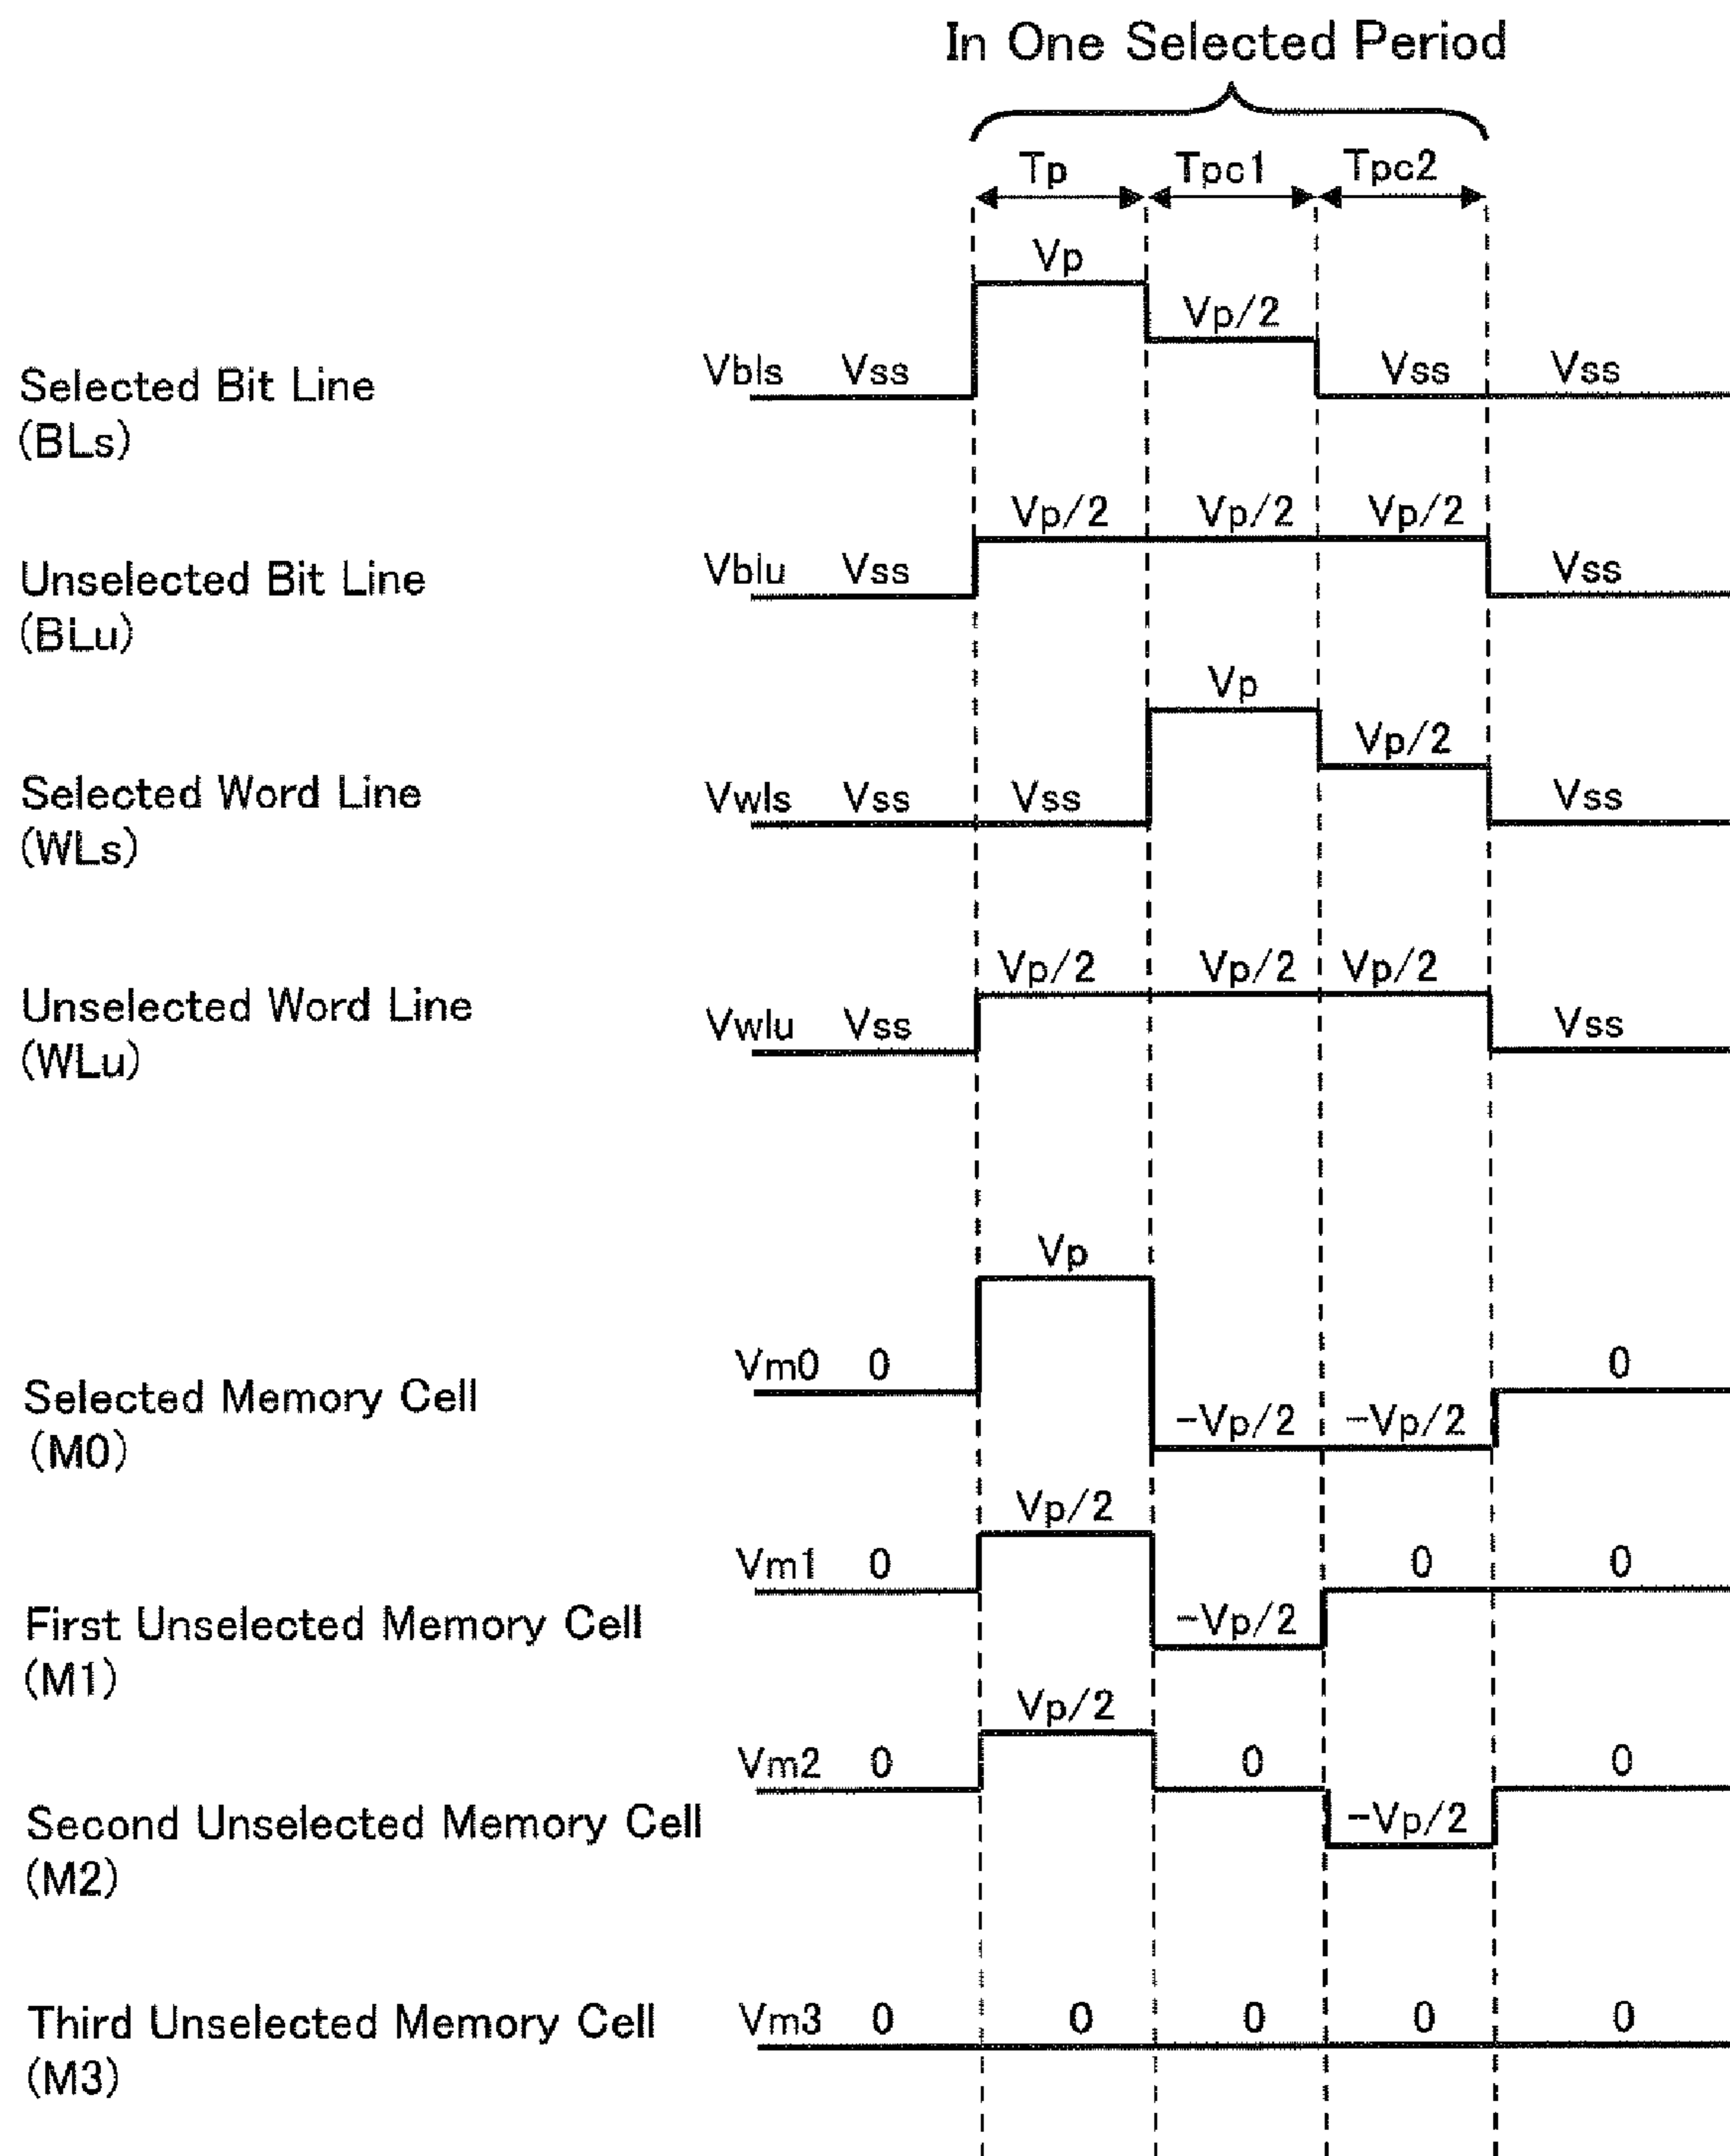 In One Selected Period
Tp Tpc1 Tpc2
Vp
Vp/2
Vbls Vss Vss Vss
Selected Bit Line
(BLs)
Vp/2 Vp/2 Vp/2
Vblu Vss Vss
Unselected Bit Line
(BLu)
Vp
Vp/2
Vwls Vss Vss Vss
Selected Word Line
(WLs)
Vp/2 Vp/2 Vp/2
Vwlu Vss Vss
Unselected Word Line
(WLu)
Vp
Vm0 0 0
-Vp/2 -Vp/2
Selected Memory Cell
(M0)
Vp/2
Vm1 0 0 0
-Vp/2
First Unselected Memory Cell
(M1)
Vp/2
Vm2 0 0 0
-Vp/2
Second Unselected Memory Cell
(M2)
Vm3 0 0 0 0 0
Third Unselected Memory Cell
(M3)